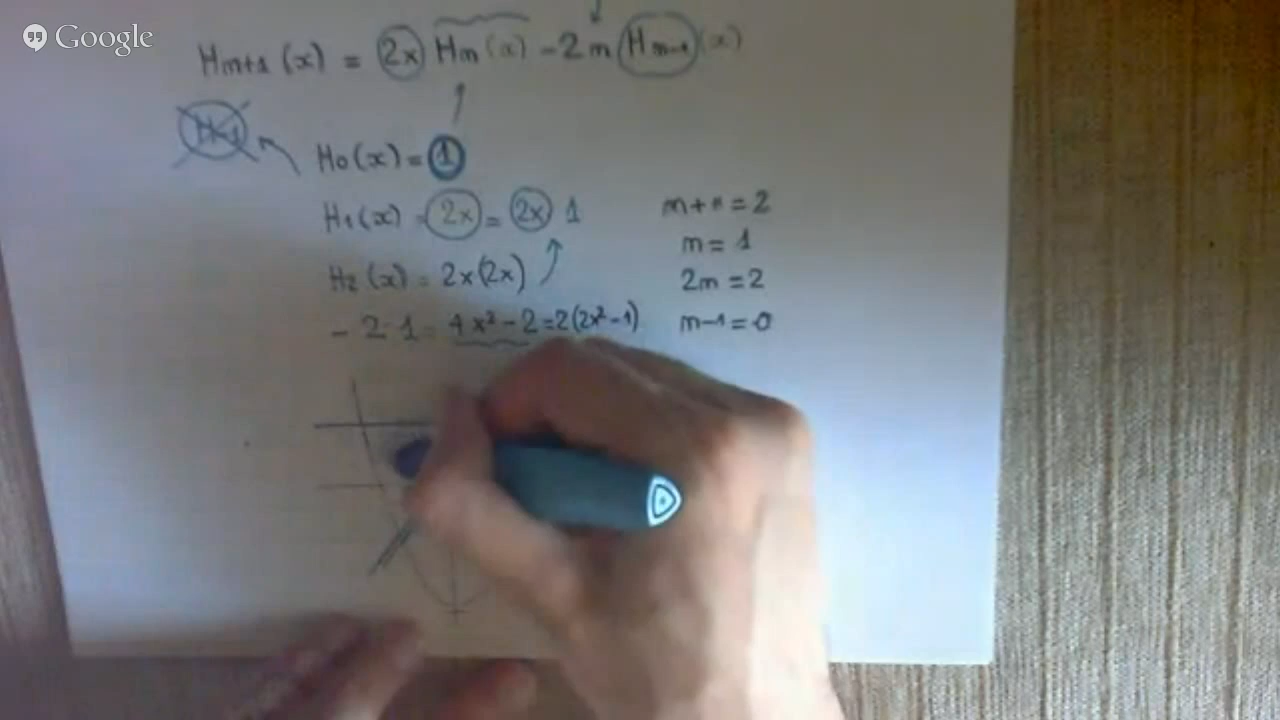 Google
Hm+1 (x) = 2x Hm (x) - 2m Hm-1 (x)
H-1
H0(x) = 1
H1(x) = 2x = 2x 1
H2 (x) = 2x(2x)
- 2·1 = 4x² - 2 = 2(2x² - 1)
m+1 = 2
m = 1
2m = 2
m-1 = 0